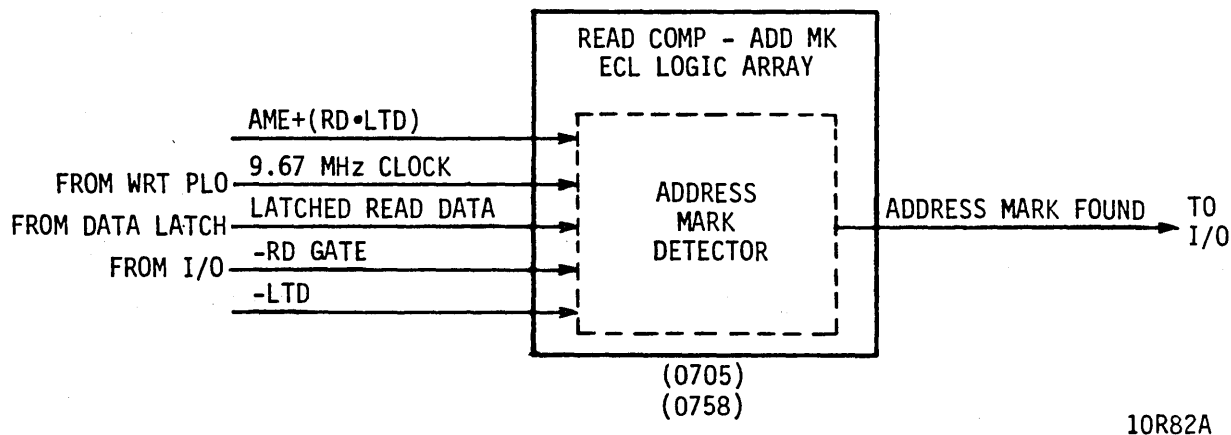 READ COMP - ADD MK
ECL LOGIC ARRAY
AME+(RD•LTD)
FROM WRT PLO 9.67 MHz CLOCK
FROM DATA LATCH LATCHED READ DATA
FROM I/O -RD GATE
-LTD
ADDRESS
MARK
DETECTOR
ADDRESS MARK FOUND TO
I/O
(0705)
(0758)
10R82A